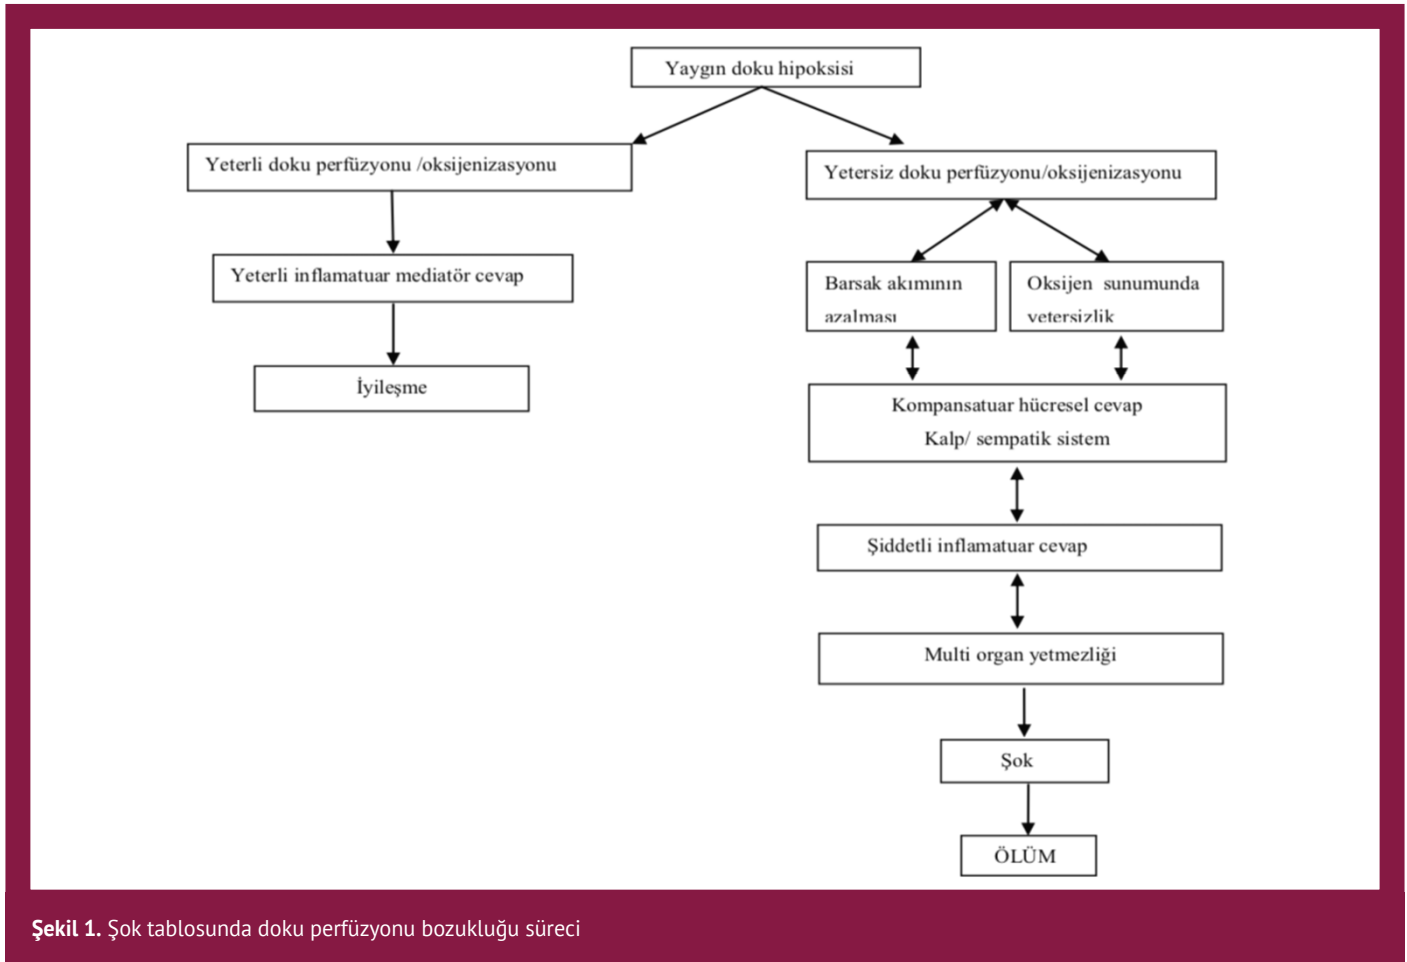 Yaygın doku hipoksisi
Yeterli doku perfüzyonu /oksijenizasyonu
Yetersiz doku perfüzyonu/oksijenizasyonu
Yeterli inflamatuar mediatör cevap
Barsak akımının
azalması
Oksijen sunumunda
yetersizlik
İyileşme
Kompansatuar hücresel cevap
Kalp/ sempatik sistem
Şiddetli inflamatuar cevap
Multi organ yetmezliği
Şok
ÖLÜM
Şekil 1. Şok tablosunda doku perfüzyonu bozukluğu süreci